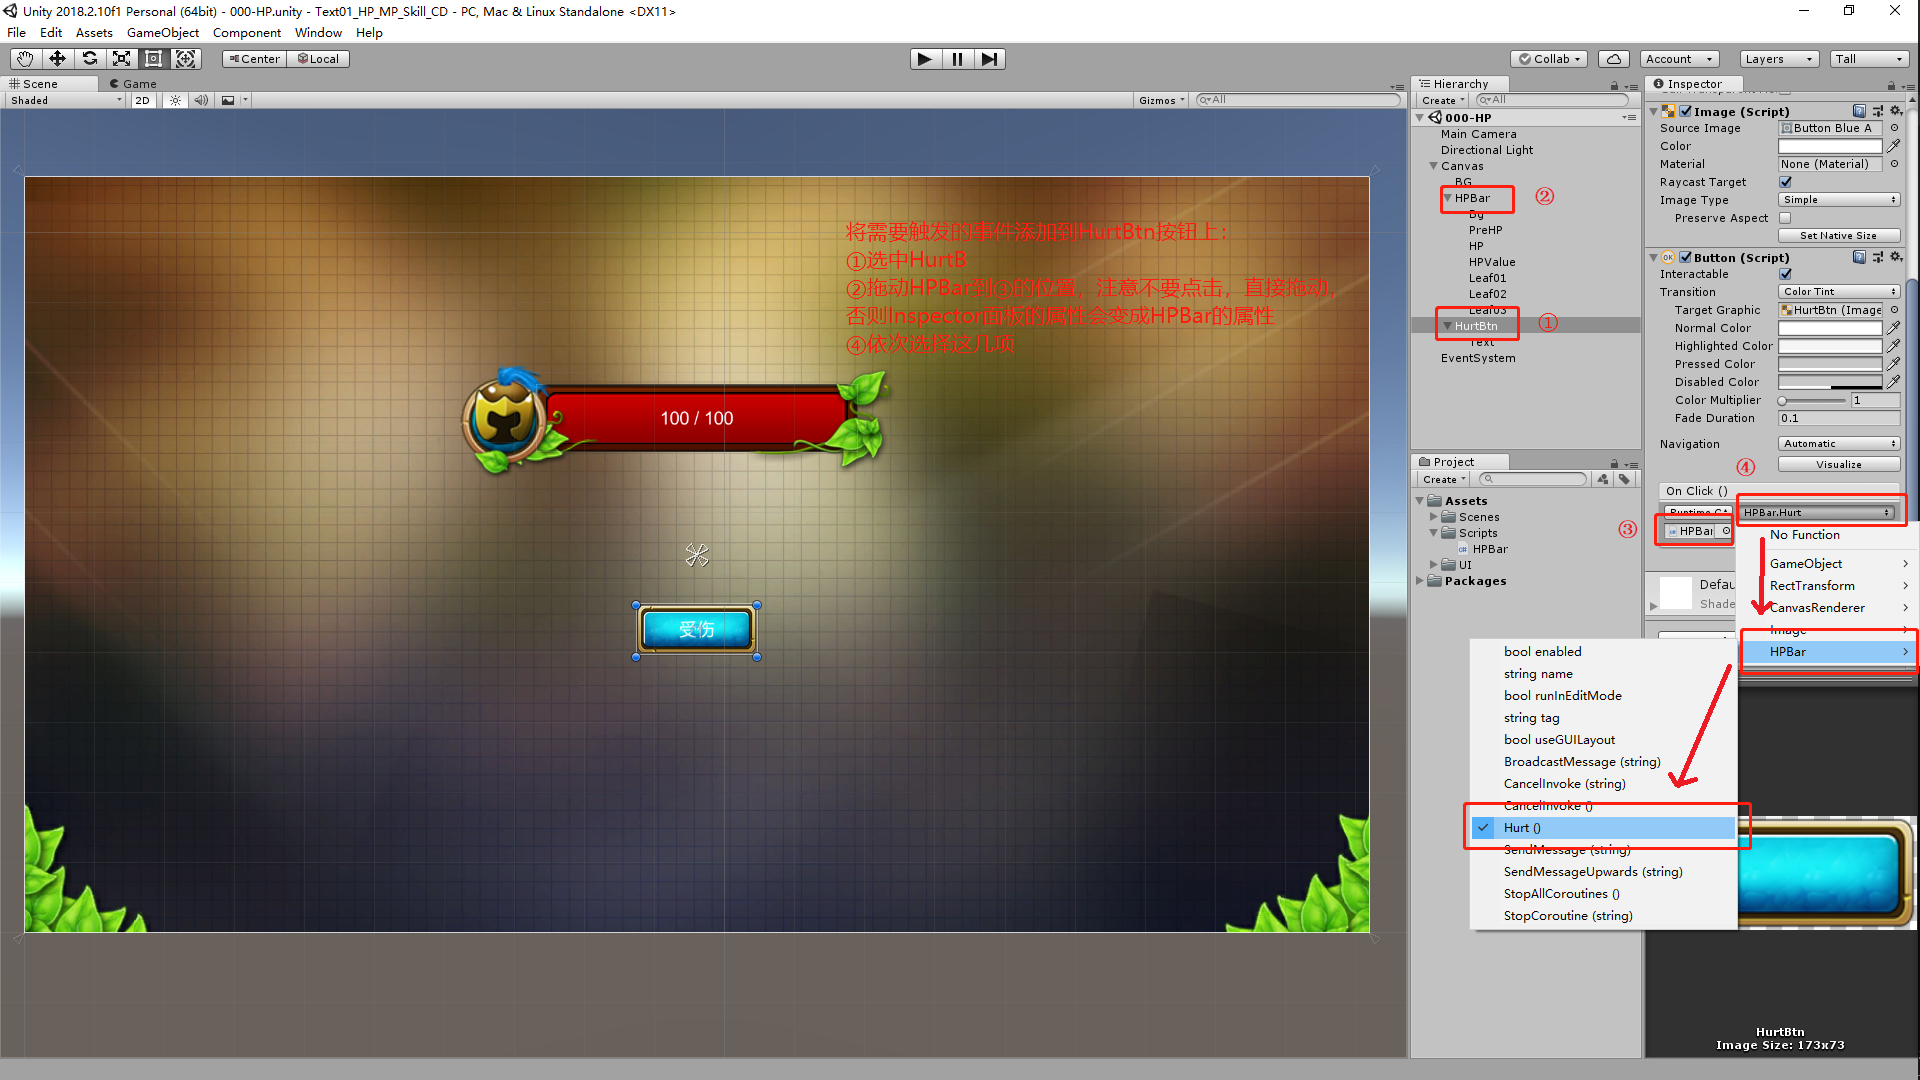 Unity 2018.2.10f1 Personal (64bit) - 000-HP.unity - Text01_HP_MP_Skill_CD - PC, Mac & Linux Standalone <DX11>
File Edit Assets GameObject Component Window Help
Center Local
Collab Account Layers Tall
Scene Game
Shaded 2D Gizmos All
Hierarchy
Create All
000-HP
Main Camera
Directional Light
Canvas
BG
HPBar
②
Bg
PreHP
HP
HPValue
Leaf01
Leaf02
Leaf03
HurtBtn
①
Text
EventSystem
将需要触发的事件添加到HurtBtn按钮上：
①选中HurtB
②拖动HPBar到③的位置，注意不要点击，直接拖动，
否则Inspector面板的属性会变成HPBar的属性
④依次选择这几项
100 / 100
受伤
Project
Create
Assets
Scenes
Scripts
HPBar
UI
Packages
Inspector
Image (Script)
Source Image Button Blue A
Color
Material None (Material)
Raycast Target
Image Type Simple
Preserve Aspect
Set Native Size
Button (Script)
Interactable
Transition Color Tint
Target Graphic HurtBtn (Image
Normal Color
Highlighted Color
Pressed Color
Disabled Color
Color Multiplier 1
Fade Duration 0.1
Navigation Automatic
④
Visualize
On Click ()
HPBar.Hurt
③
HPBar
No Function
GameObject
RectTransform
CanvasRenderer
Image
HPBar
Defau
Shade
bool enabled
string name
bool runInEditMode
string tag
bool useGUILayout
BroadcastMessage (string)
CancelInvoke (string)
CancelInvoke ()
Hurt ()
SendMessage (string)
SendMessageUpwards (string)
StopAllCoroutines ()
StopCoroutine (string)
HurtBtn
Image Size: 173x73